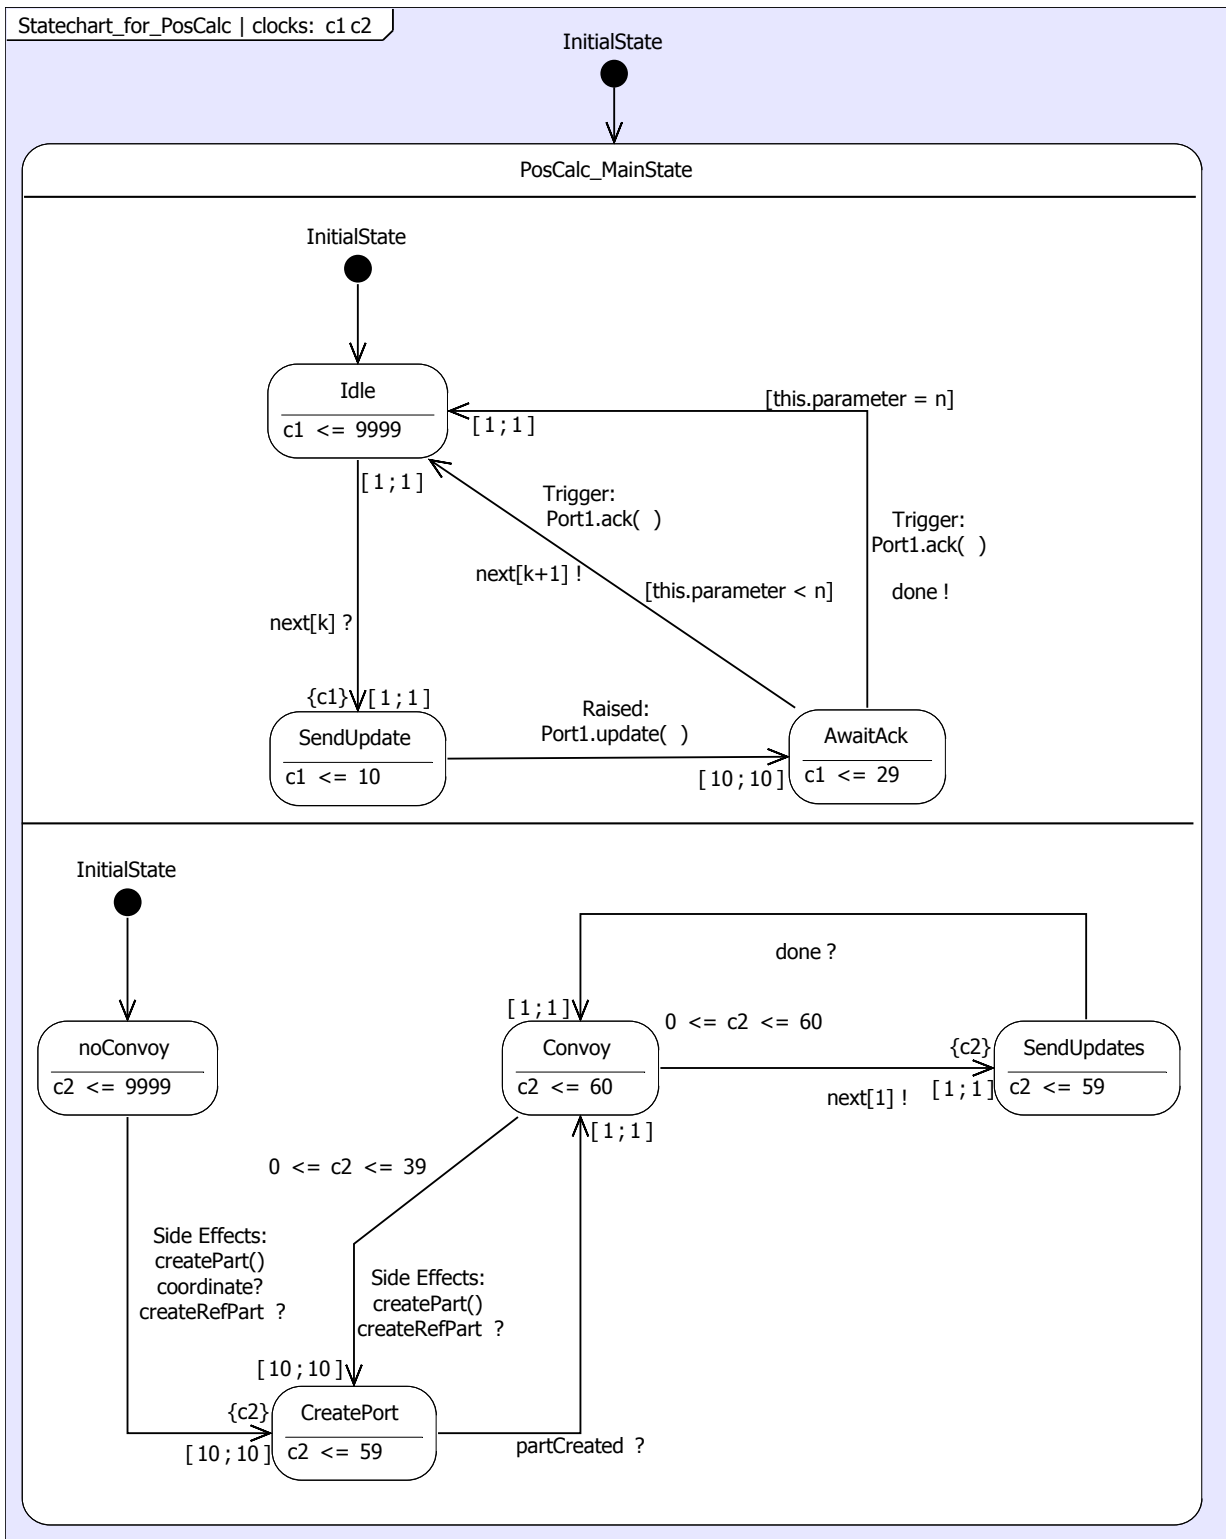 Statechart_for_PosCalc | clocks: c1 c2
InitialState
PosCalc_MainState
InitialState
Idle
c1 <= 9999
[this.parameter = n]
[1;1]
[1;1]
Trigger:
Port1.ack( )
Trigger:
Port1.ack( )
next[k+1] !
[this.parameter < n]
done !
next[k] ?
{c1}
[1;1]
Raised:
Port1.update( )
SendUpdate
c1 <= 10
[10;10]
AwaitAck
c1 <= 29
InitialState
done ?
[1;1]
0 <= c2 <= 60
noConvoy
c2 <= 9999
Convoy
c2 <= 60
{c2}
SendUpdates
c2 <= 59
next[1] !
[1;1]
[1;1]
0 <= c2 <= 39
Side Effects:
createPart()
coordinate?
createRefPart ?
Side Effects:
createPart()
createRefPart ?
[10;10]
{c2}
CreatePort
c2 <= 59
[10;10]
partCreated ?